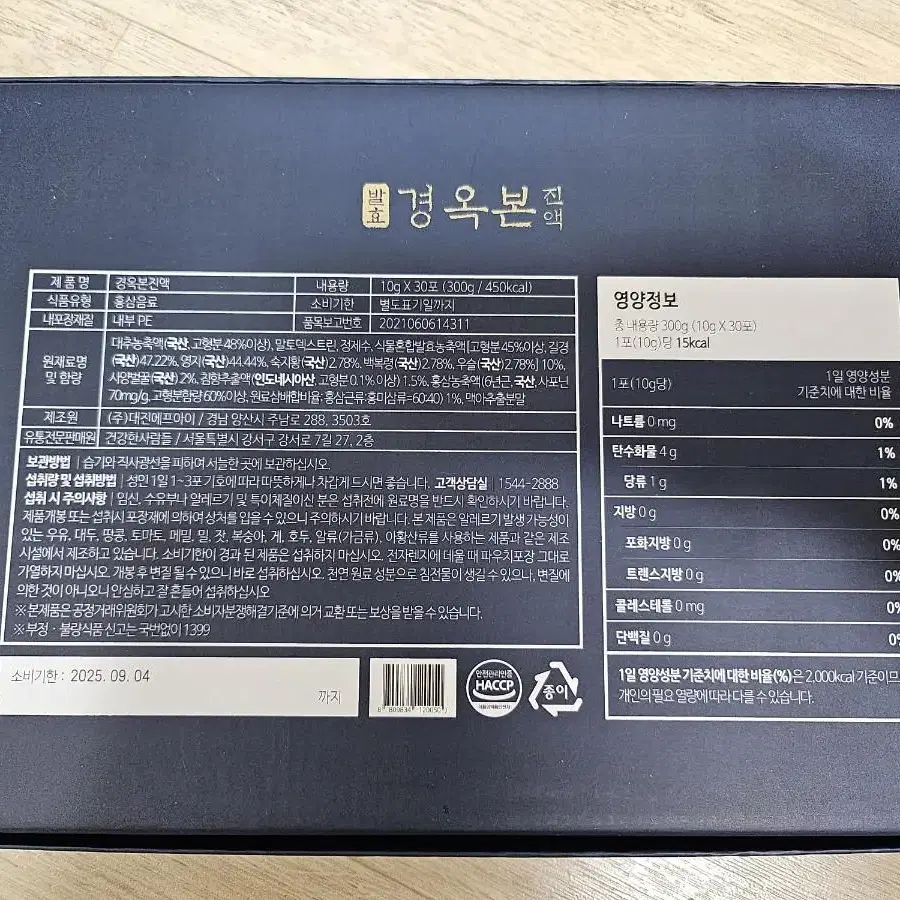 발효 경옥본 진액
제 품 명 경옥본진액 내용량 10g X 30포 (300g / 450kcal)
식품유형 홍삼음료 소비기한 별도표기일까지
내포장재질 내부 PE 품목보고번호 2021060614311
원재료명 및 함량
대추농축액(국산, 고형분 48%이상), 말토덱스트린, 정제수, 식물혼합발효농축액[고형분 45%이상, 길경
(국산)47.22%, 영지(국산)44.44%, 숙지황(국산)2.78%, 백복령(국산)2.78%, 우슬(국산)2.78%] 10%,
사양벌꿀(국산) 2%, 침향추출액(인도네시아산, 고형분 0.1%이상) 1.5%, 홍삼농축액(6년근 국산, 사포닌
70mg/g, 고형분함량 60%이상, 원료삼배합비율: 홍삼근류:홍미삼류=60:40) 1%, 맥아추출분말
제조원 (주)대진에프아이 / 경남 양산시 주남로 288, 3503호
유통전문판매원 건강한사람들 / 서울특별시 강서구 강서로 7길 27, 2층
보관방법 | 습기와 직사광선을 피하여 서늘한 곳에 보관하십시오.
섭취량 및 섭취방법 | 성인 1일 1~3포 기호에 따라 따뜻하게나 차갑게 드시면 좋습니다. 고객상담실 | 1544-2888
섭취 시 주의사항 | 임신, 수유부나 알레르기 및 특이체질이신 분은 섭취전에 원료명을 반드시 확인하시기 바랍니다.
제품개봉 또는 섭취시 포장재에 의하여 상처를 입을 수 있으니 주의하시기 바랍니다. 본 제품은 알레르기 발생 가능성이
있는 우유, 대두, 땅콩, 토마토, 메밀, 밀, 잣, 복숭아, 게, 호두, 알류(가금류), 아황산류를 사용하는 제품과 같은 제조
시설에서 제조하고 있습니다. 소비기한이 경과 된 제품은 섭취하지 마십시오. 전자렌지에 데울 때 파우치포장 그대로
가열하지 마십시오. 개봉 후 변질 될 수 있으니 바로 섭취하십시오. 천연 원료 성분으로 침전물이 생길 수 있으나, 변질에
의한 것이 아니오니 안심하고 잘 흔들어 섭취하십시오
※ 본제품은 공정거래위원회가 고시한 소비자분쟁해결기준에 의거 교환 또는 보상을 받을 수 있습니다.
※ 부정 · 불량식품 신고는 국번없이 1399
소비기한 : 2025. 09. 04
까지
8 809834 120650
안전관리인증
HACCP
식품의약품안전처
종이
영양정보
총 내용량 300g (10g X 30포)
1포(10g)당 15kcal
1포(10g당) 1일 영양성분 기준치에 대한 비율
나트륨 0 mg 0%
탄수화물 4 g 1%
당류 1 g 1%
지방 0 g 0%
포화지방 0 g 0%
트랜스지방 0 g 0%
콜레스테롤 0 mg 0%
단백질 0 g 0%
1일 영양성분 기준치에 대한 비율(%)은 2,000kcal 기준이므
개인의 필요 열량에 따라 다를 수 있습니다.